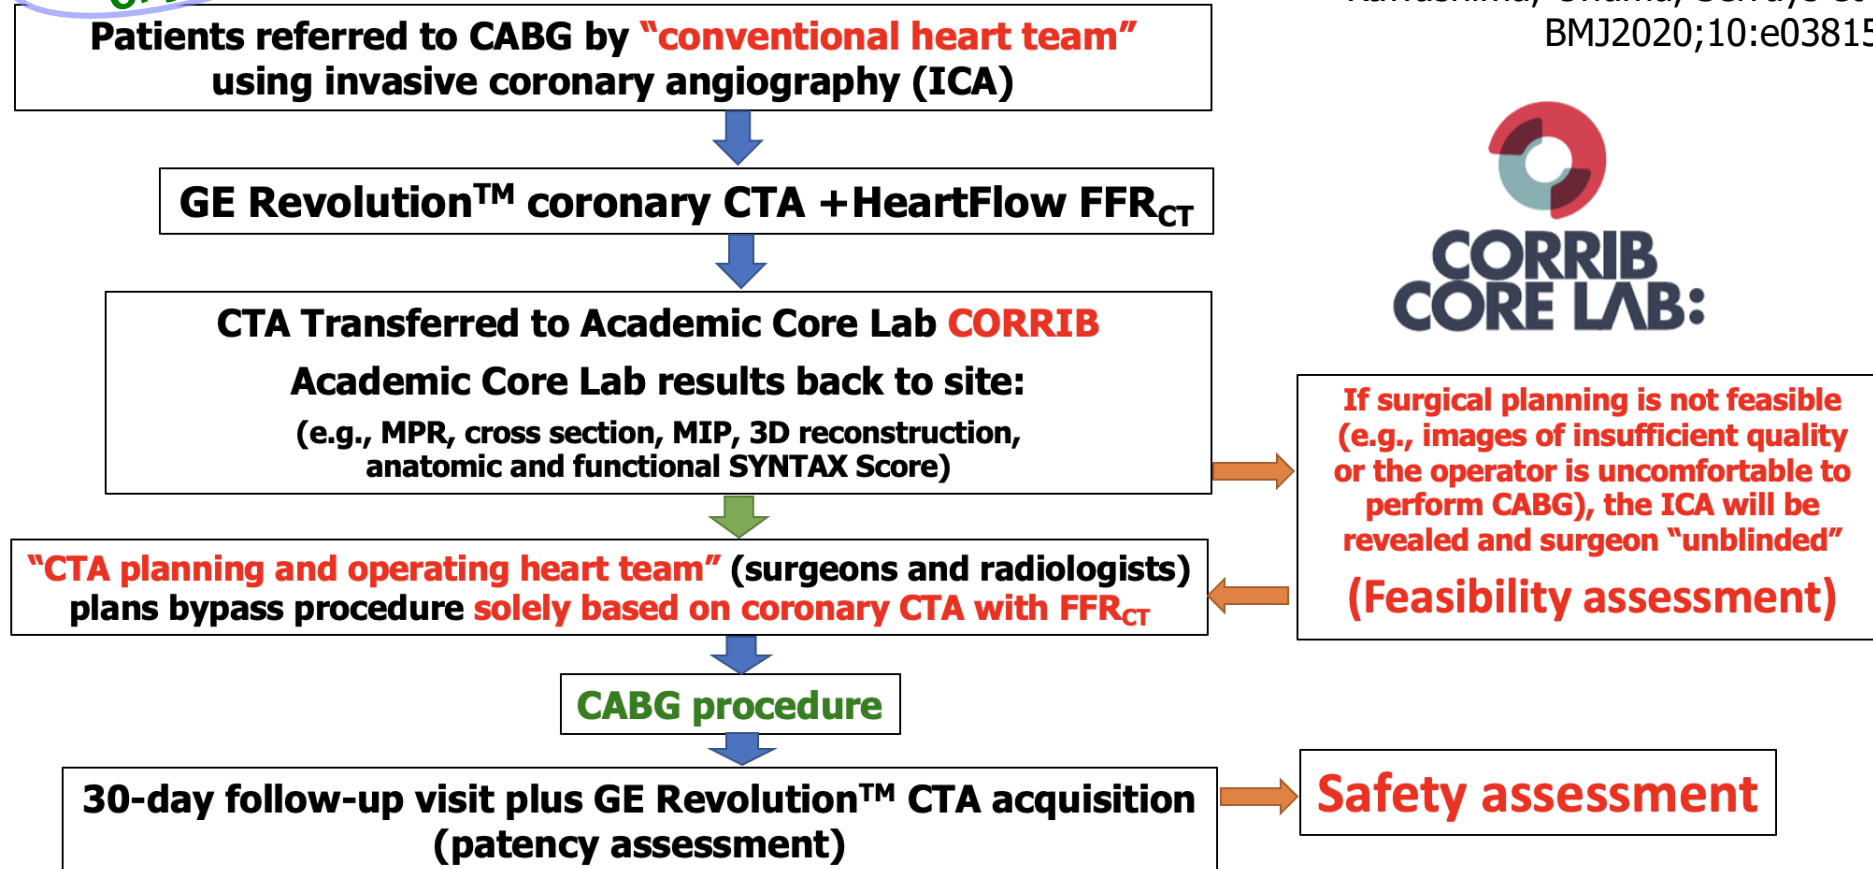 Patients referred to CABG by “conventional heart team”
using invasive coronary angiography (ICA)
BMJ2020;10:e03815
GE Revolution™ coronary CTA +HeartFlow FFRCT
CORRIB
CORE LAB:
CTA Transferred to Academic Core Lab CORRIB
Academic Core Lab results back to site:
(e.g., MPR, cross section, MIP, 3D reconstruction,
anatomic and functional SYNTAX Score)
If surgical planning is not feasible
(e.g., images of insufficient quality
or the operator is uncomfortable to
perform CABG), the ICA will be
revealed and surgeon “unblinded”
(Feasibility assessment)
“CTA planning and operating heart team” (surgeons and radiologists)
plans bypass procedure solely based on coronary CTA with FFRCT
CABG procedure
30-day follow-up visit plus GE Revolution™ CTA acquisition
(patency assessment)
Safety assessment